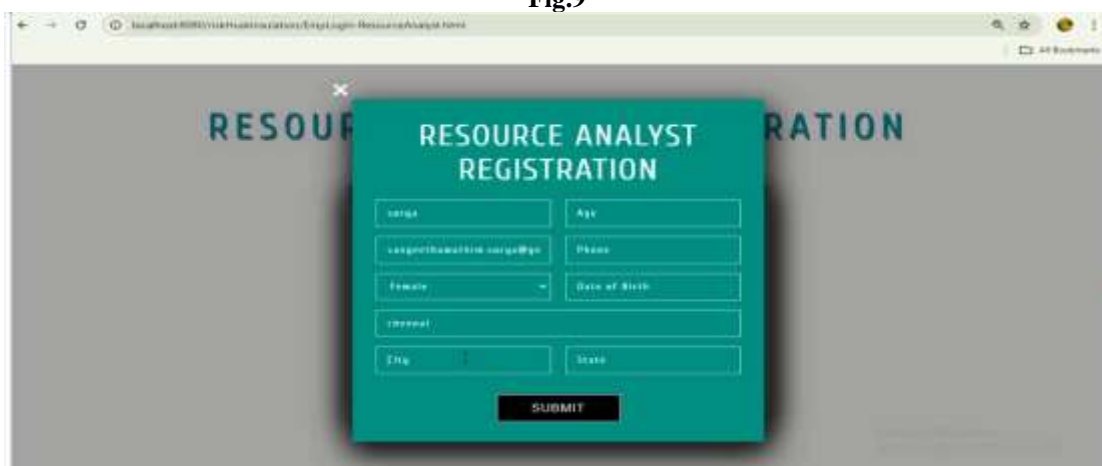 Fig.9
All Bookmarks
RESOUR RATION
RESOURCE ANALYST
REGISTRATION
sarga Age
Phone
Female Date of Birth
chennai
City State
SUBMIT